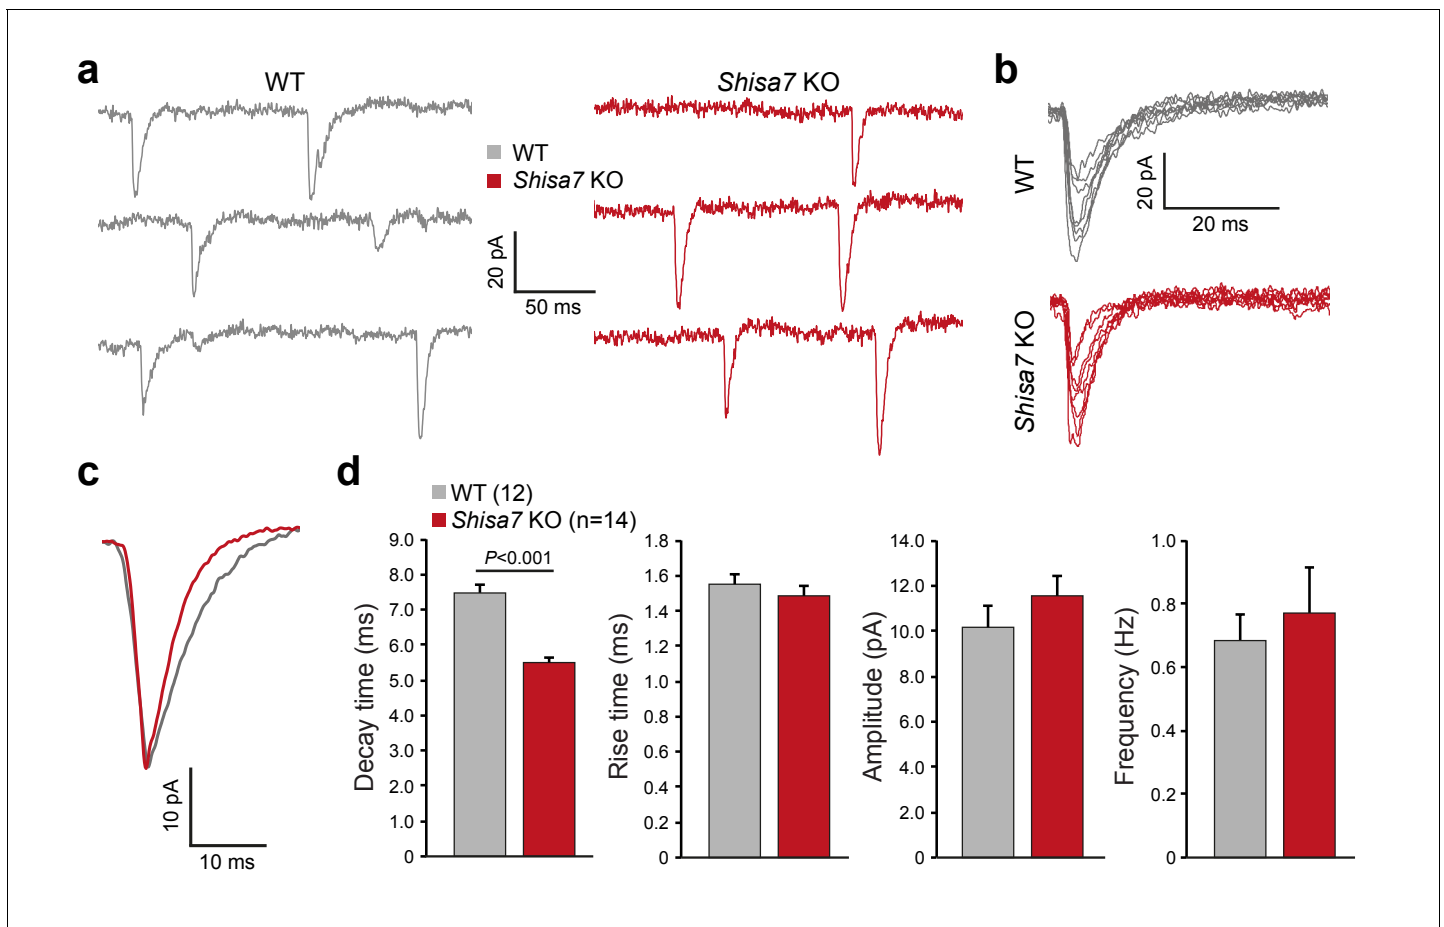 a
WT
Shisa7 KO
WT
Shisa7 KO
20 pA
50 ms
b
WT
20 pA
20 ms
Shisa7 KO
c
10 pA
10 ms
d
WT (12)
Shisa7 KO (n=14)
Decay time (ms)
9.0
8.0
7.0
6.0
5.0
4.0
3.0
2.0
1.0
0
P<0.001
Rise time (ms)
1.8
1.6
1.4
1.2
1.0
0.8
0.6
0.4
0.2
0
Amplitude (pA)
14.0
12.0
10.0
8.0
6.0
4.0
2.0
0
Frequency (Hz)
1.0
0.8
0.6
0.4
0.2
0